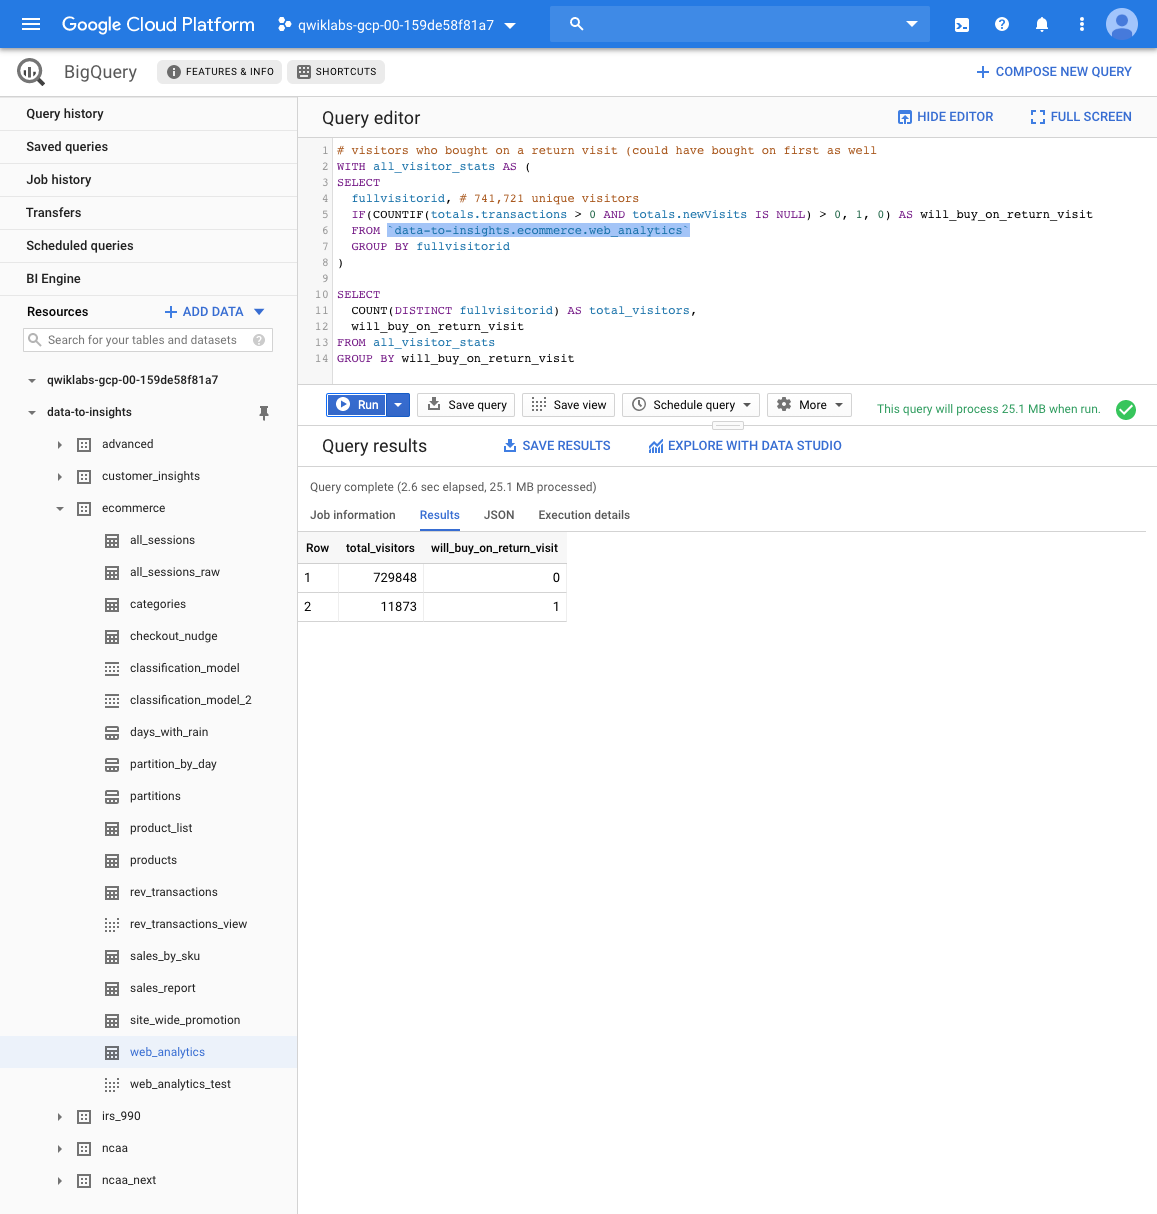 Google Cloud Platform
qwiklabs-gcp-00-159de58f81a7
BigQuery
FEATURES & INFO
SHORTCUTS
COMPOSE NEW QUERY
Query history
Saved queries
Job history
Transfers
Scheduled queries
BI Engine
Resources
ADD DATA
Search for your tables and datasets
qwiklabs-gcp-00-159de58f81a7
data-to-insights
advanced
customer_insights
ecommerce
all_sessions
all_sessions_raw
categories
checkout_nudge
classification_model
classification_model_2
days_with_rain
partition_by_day
partitions
product_list
products
rev_transactions
rev_transactions_view
sales_by_sku
sales_report
site_wide_promotion
web_analytics
web_analytics_test
irs_990
ncaa
ncaa_next
Query editor
HIDE EDITOR
FULL SCREEN
1 # visitors who bought on a return visit (could have bought on first as well
2 WITH all_visitor_stats AS (
3 SELECT
4 fullvisitorid, # 741,721 unique visitors
5 IF(COUNTIF(totals.transactions > 0 AND totals.newVisits IS NULL) > 0, 1, 0) AS will_buy_on_return_visit
6 FROM `data-to-insights.ecommerce.web_analytics`
7 GROUP BY fullvisitorid
8 )
9
10 SELECT
11 COUNT(DISTINCT fullvisitorid) AS total_visitors,
12 will_buy_on_return_visit
13 FROM all_visitor_stats
14 GROUP BY will_buy_on_return_visit
Run
Save query
Save view
Schedule query
More
This query will process 25.1 MB when run.
Query results
SAVE RESULTS
EXPLORE WITH DATA STUDIO
Query complete (2.6 sec elapsed, 25.1 MB processed)
Job information
Results
JSON
Execution details
Row total_visitors will_buy_on_return_visit
1 729848 0
2 11873 1